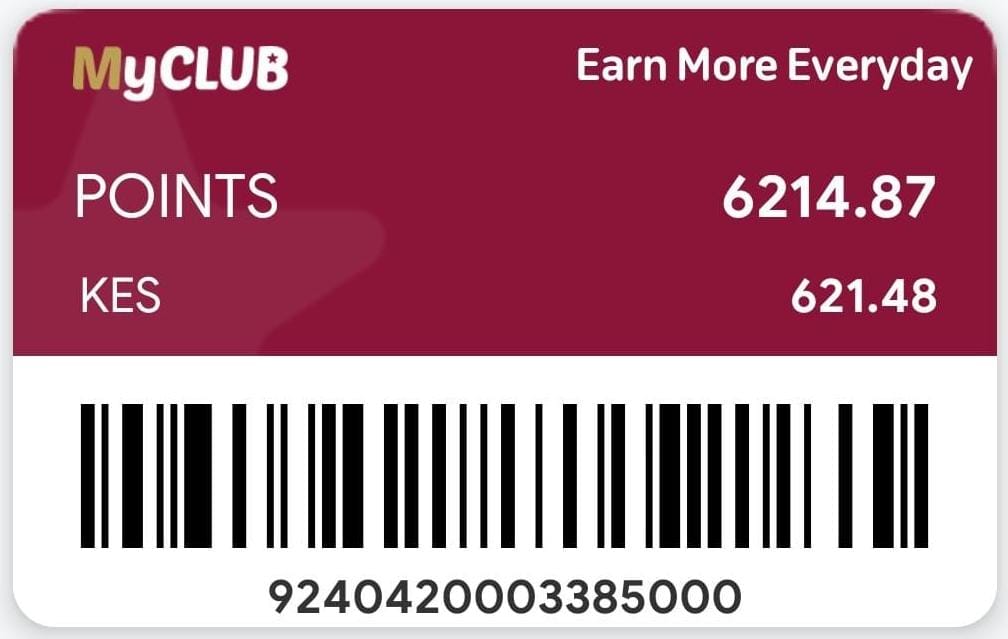 MyCLUB
Earn More Everyday
POINTS 6214.87
KES 621.48
9240420003385000